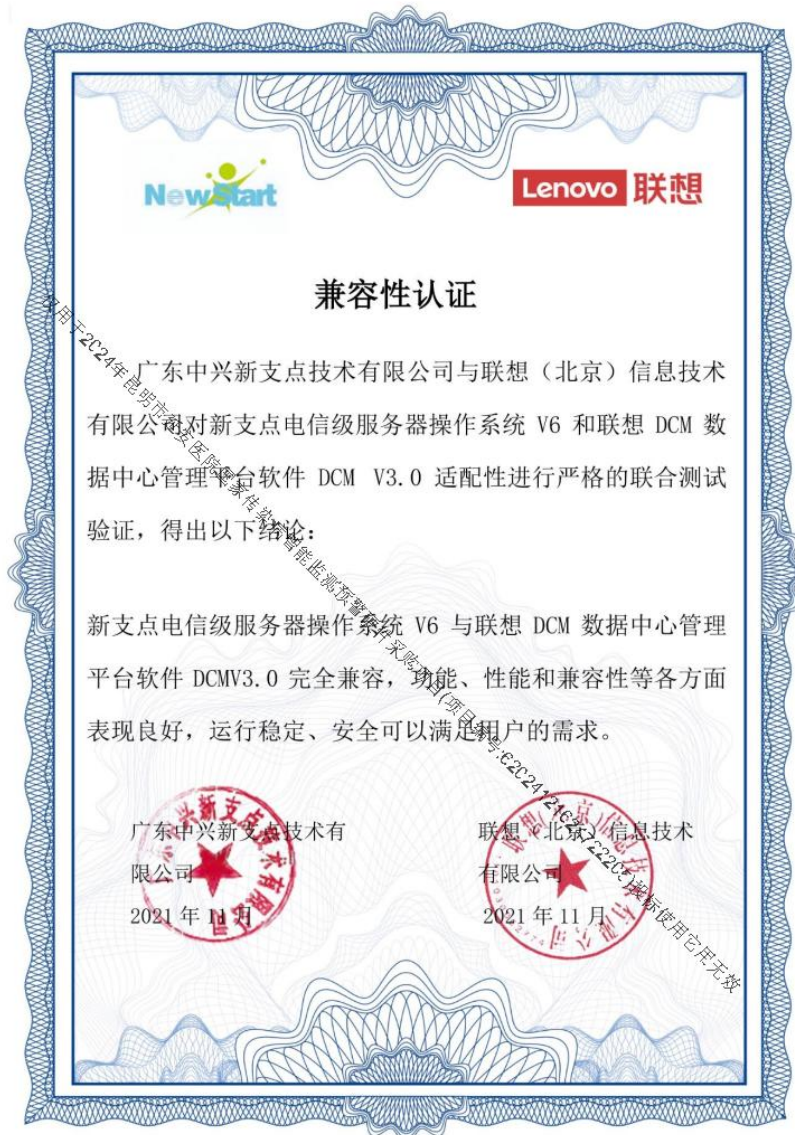 NewStart
Lenovo 联想
兼容性认证
广东中兴新支点技术有限公司与联想（北京）信息技术
有限公司对新支点电信级服务器操作系统 V6 和联想 DCM 数
据中心管理平台软件 DCM V3.0 适配性进行严格的联合测试
验证，得出以下结论：
新支点电信级服务器操作系统 V6 与联想 DCM 数据中心管理
平台软件 DCMV3.0 完全兼容，功能、性能和兼容性等各方面
表现良好，运行稳定、安全可以满足用户的需求。
广东中兴新支点技术有
限公司
2021 年 11 月
联想（北京）信息技术
有限公司
2021 年 11 月